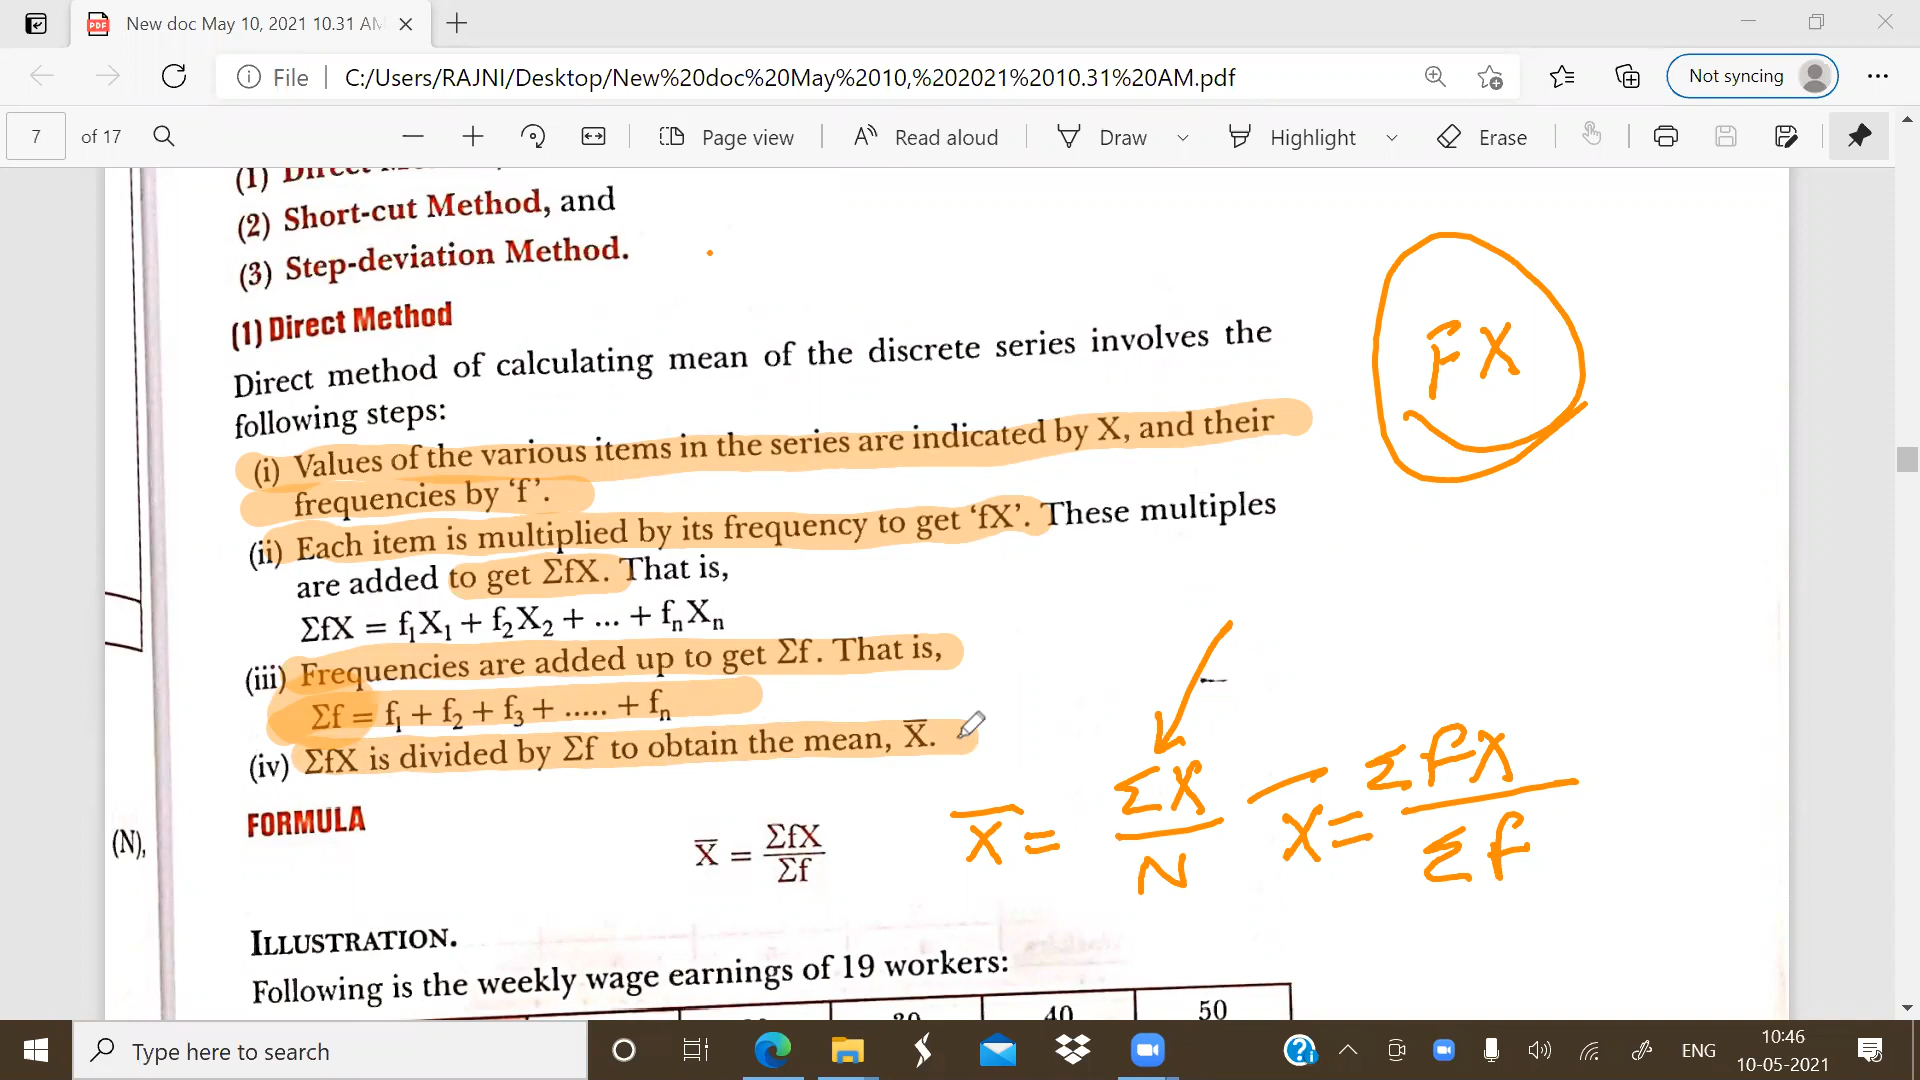 New doc May 10, 2021 10.31 AM
File
C:/Users/RAJNI/Desktop/New%20doc%20May%2010,%202021%2010.31%20AM.pdf
Not syncing
7 of 17
Page view
Read aloud
Draw
Highlight
Erase
(1) Direct
(2) Short-cut Method, and
(3) Step-deviation Method.
(1) Direct Method
Direct method of calculating mean of the discrete series involves the
following steps:
(i) Values of the various items in the series are indicated by X, and their
frequencies by ‘f’.
(ii) Each item is multiplied by its frequency to get ‘fX’. These multiples
are added to get ΣfX. That is,
ΣfX = f₁X₁ + f₂X₂ + ... + fₙXₙ
(iii) Frequencies are added up to get Σf. That is,
Σf = f₁ + f₂ + f₃ + ..... + fₙ
(iv) ΣfX is divided by Σf to obtain the mean, X̅.
FORMULA
X̅ = ΣfX / Σf
(N),
FX
X̅ = ΣX / N
X̅ = ΣfX / Σf
ILLUSTRATION.
Following is the weekly wage earnings of 19 workers:
30 40 50
Type here to search
ENG
10:46
10-05-2021